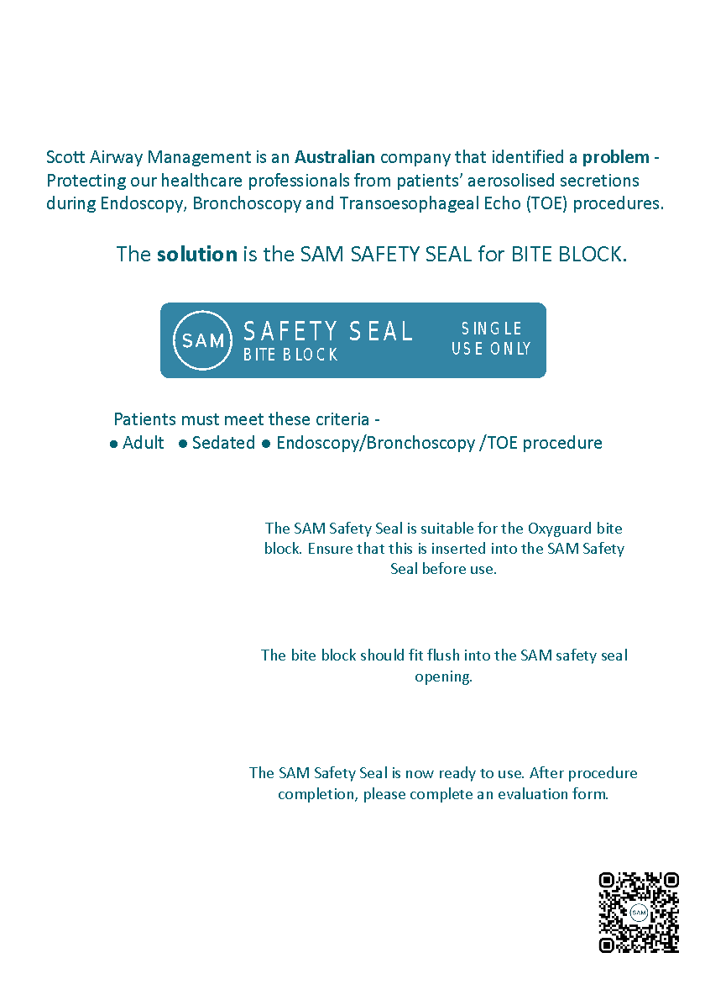 Scott Airway Management is an Australian company that identified a problem -
Protecting our healthcare professionals from patients’ aerosolised secretions
during Endoscopy, Bronchoscopy and Transoesophageal Echo (TOE) procedures.
The solution is the SAM SAFETY SEAL for BITE BLOCK.
SAM
SAFETY SEAL
BITE BLOCK
SINGLE
USE ONLY
Patients must meet these criteria -
● Adult ● Sedated ● Endoscopy/Bronchoscopy /TOE procedure
The SAM Safety Seal is suitable for the Oxyguard bite
block. Ensure that this is inserted into the SAM Safety
Seal before use.
The bite block should fit flush into the SAM safety seal
opening.
The SAM Safety Seal is now ready to use. After procedure
completion, please complete an evaluation form.
SAM